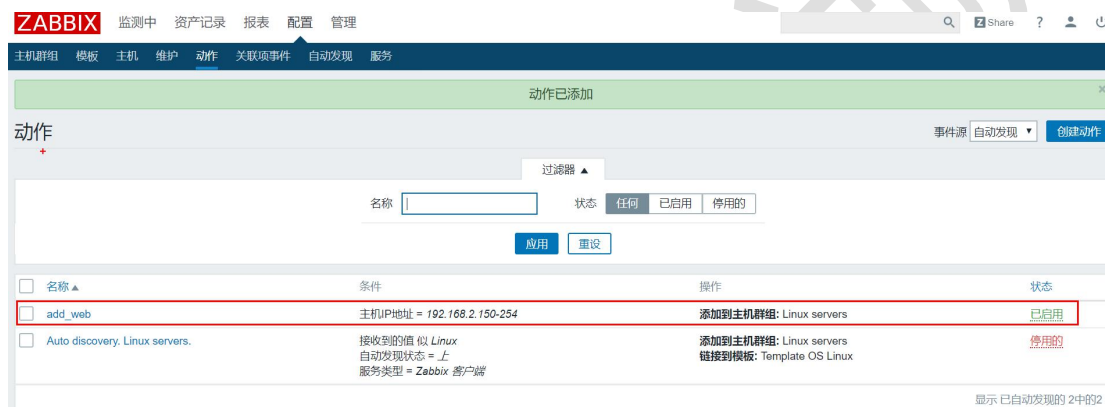 ZABBIX 监测中 资产记录 报表 配置 管理 Z Share ?
主机群组 模板 主机 维护 动作 关联项事件 自动发现 服务
动作已添加
动作 事件源 自动发现 ▼ 创建动作
过滤器 ▲
名称 状态 任何 已启用 停用的
应用 重设
名称 ▲ 条件 操作 状态
add_web 主机IP地址 = 192.168.2.150-254 添加到主机群组: Linux servers 已启用
Auto discovery. Linux servers. 接收到的值 似 Linux 添加到主机群组: Linux servers 停用的
自动发现状态 = 上 链接到模板: Template OS Linux
服务类型 = Zabbix 客户端
显示 已自动发现的 2中的2